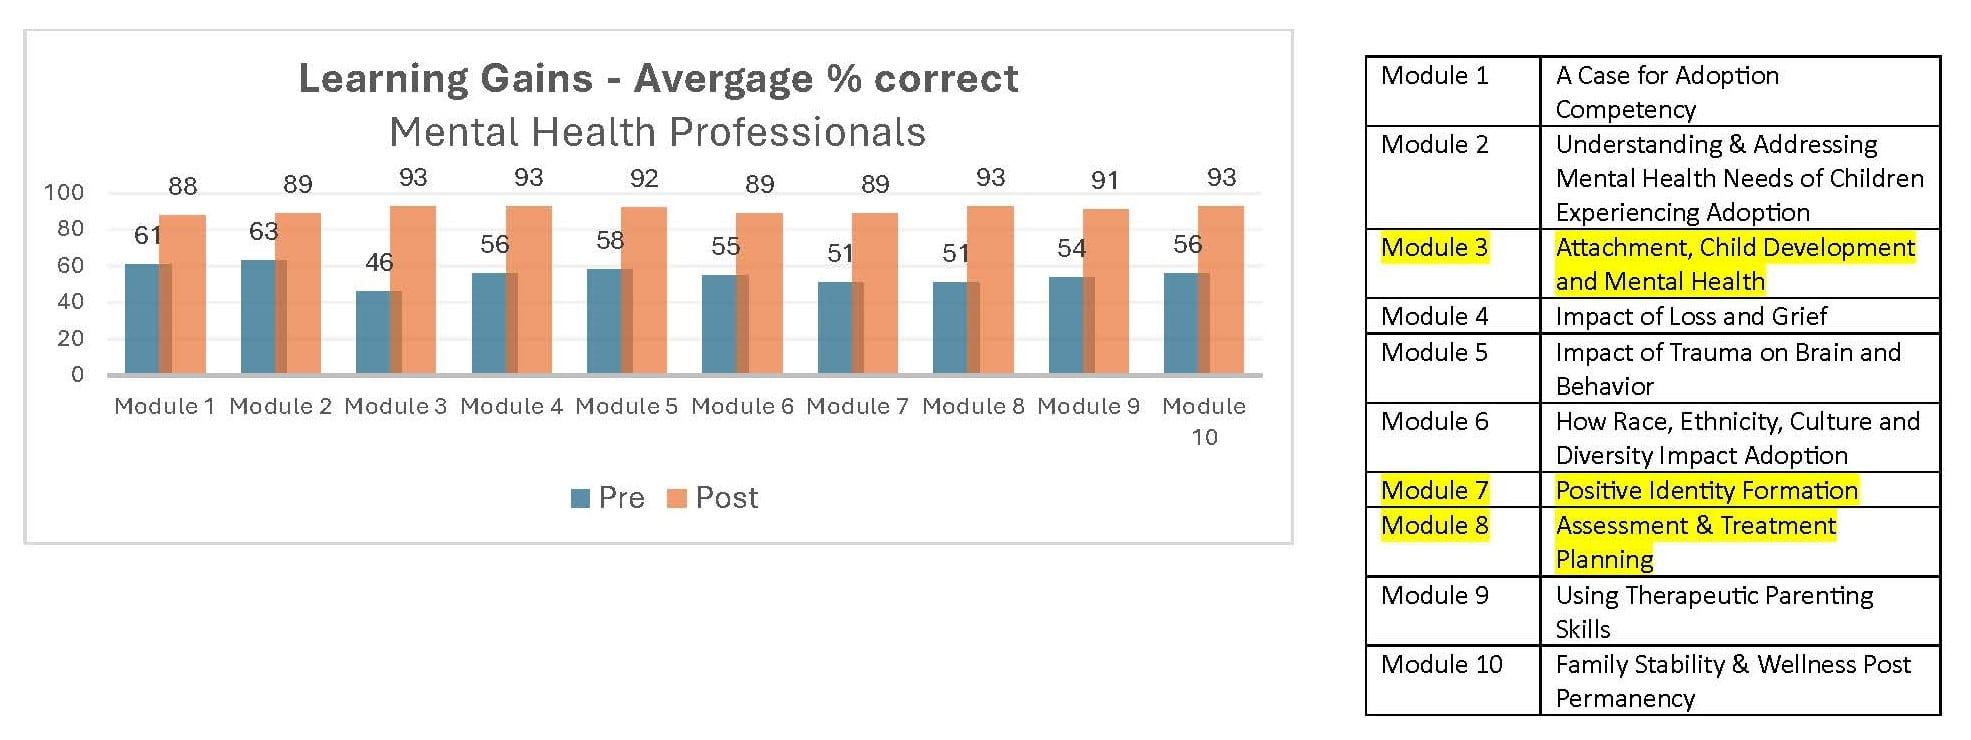 Learning Gains - Avergage % correct
Mental Health Professionals
88 89 93 93 92 89 89 93 91 93
61 63 46 56 58 55 51 51 54 56
100
80
60
40
20
0
Module 1 Module 2 Module 3 Module 4 Module 5 Module 6 Module 7 Module 8 Module 9 Module
10
Pre Post
Module 1 A Case for Adoption
Competency
Module 2 Understanding & Addressing
Mental Health Needs of Children
Experiencing Adoption
Module 3 Attachment, Child Development
and Mental Health
Module 4 Impact of Loss and Grief
Module 5 Impact of Trauma on Brain and
Behavior
Module 6 How Race, Ethnicity, Culture and
Diversity Impact Adoption
Module 7 Positive Identity Formation
Module 8 Assessment & Treatment
Planning
Module 9 Using Therapeutic Parenting
Skills
Module 10 Family Stability & Wellness Post
Permanency